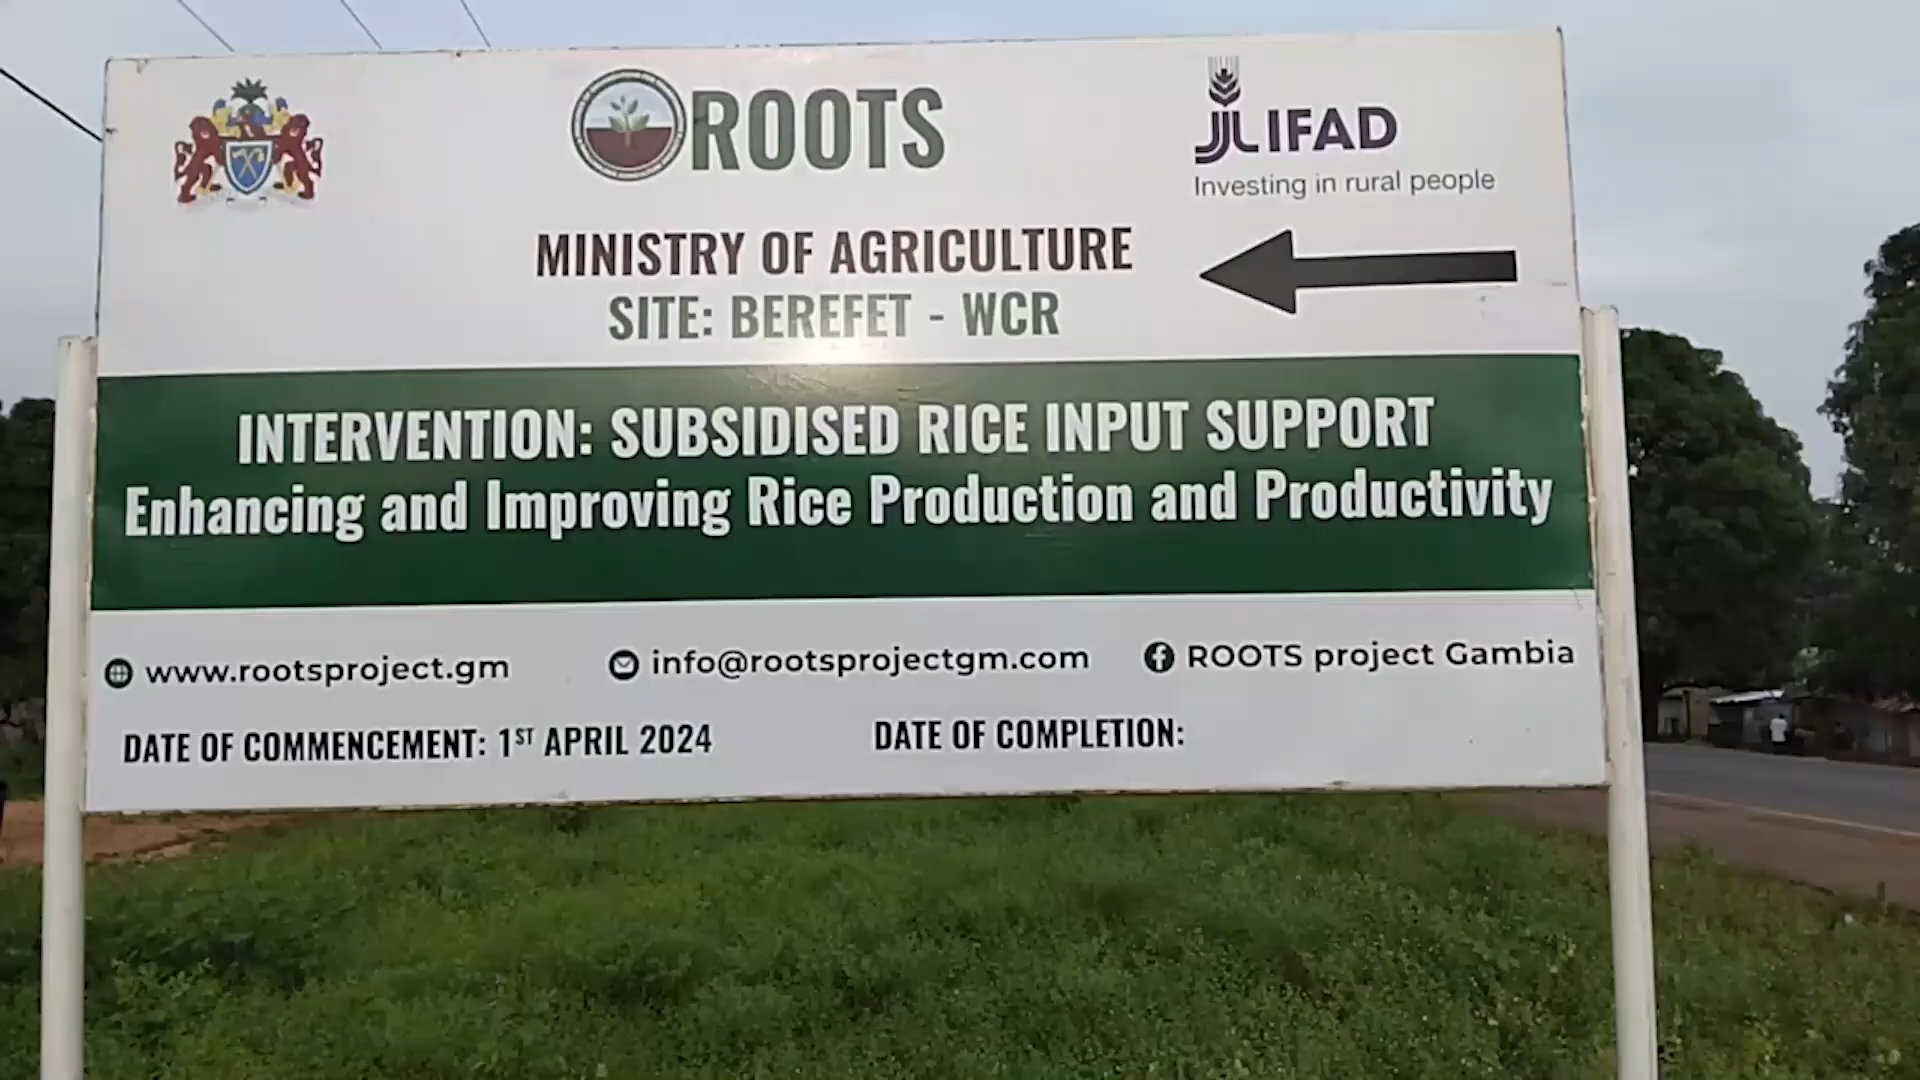 ROOTS
IFAD
Investing in rural people
MINISTRY OF AGRICULTURE
SITE: BEREFET - WCR
INTERVENTION: SUBSIDISED RICE INPUT SUPPORT
Enhancing and Improving Rice Production and Productivity
www.rootsproject.gm
info@rootsprojectgm.com
ROOTS project Gambia
DATE OF COMMENCEMENT: 1ST APRIL 2024
DATE OF COMPLETION: